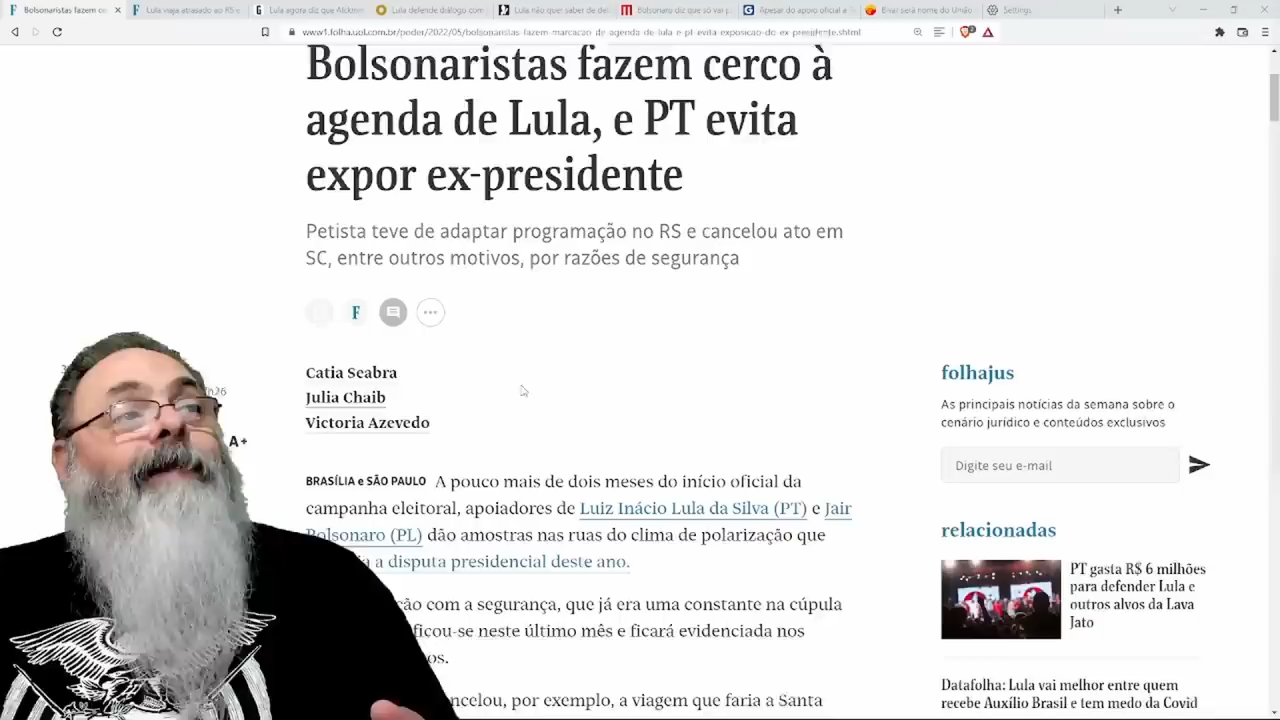 Bolsonaristas fazem ce
Lula viaja atrasado ao RS e
Lula agora diz que Alckmin
Lula defende diálogo com
Lula não quer saber de de
Bolsonaro diz que só vai p
Apesar do apoio oficial a
Bivar será nome do União
Settings
www1.folha.uol.com.br/poder/2022/05/bolsonaristas-fazem-marcacao-de-agenda-de-lula-e-pt-evita-exposicao-do-ex-presidente.shtml
Bolsonaristas fazem cerco à
agenda de Lula, e PT evita
expor ex-presidente
Petista teve de adaptar programação no RS e cancelou ato em
SC, entre outros motivos, por razões de segurança
F
A+
Catia Seabra
Julia Chaib
Victoria Azevedo
BRASÍLIA e SÃO PAULO A pouco mais de dois meses do início oficial da
campanha eleitoral, apoiadores de Luiz Inácio Lula da Silva (PT) e Jair
Bolsonaro (PL) dão amostras nas ruas do clima de polarização que
a disputa presidencial deste ano.
ção com a segurança, que já era uma constante na cúpula
ficou-se neste último mês e ficará evidenciada nos
os.
ncelou, por exemplo, a viagem que faria a Santa
folhajus
As principais notícias da semana sobre o
cenário jurídico e conteúdos exclusivos
Digite seu e-mail
relacionadas
PT gasta R$ 6 milhões
para defender Lula e
outros alvos da Lava
Jato
Datafolha: Lula vai melhor entre quem
recebe Auxílio Brasil e tem medo da Covid